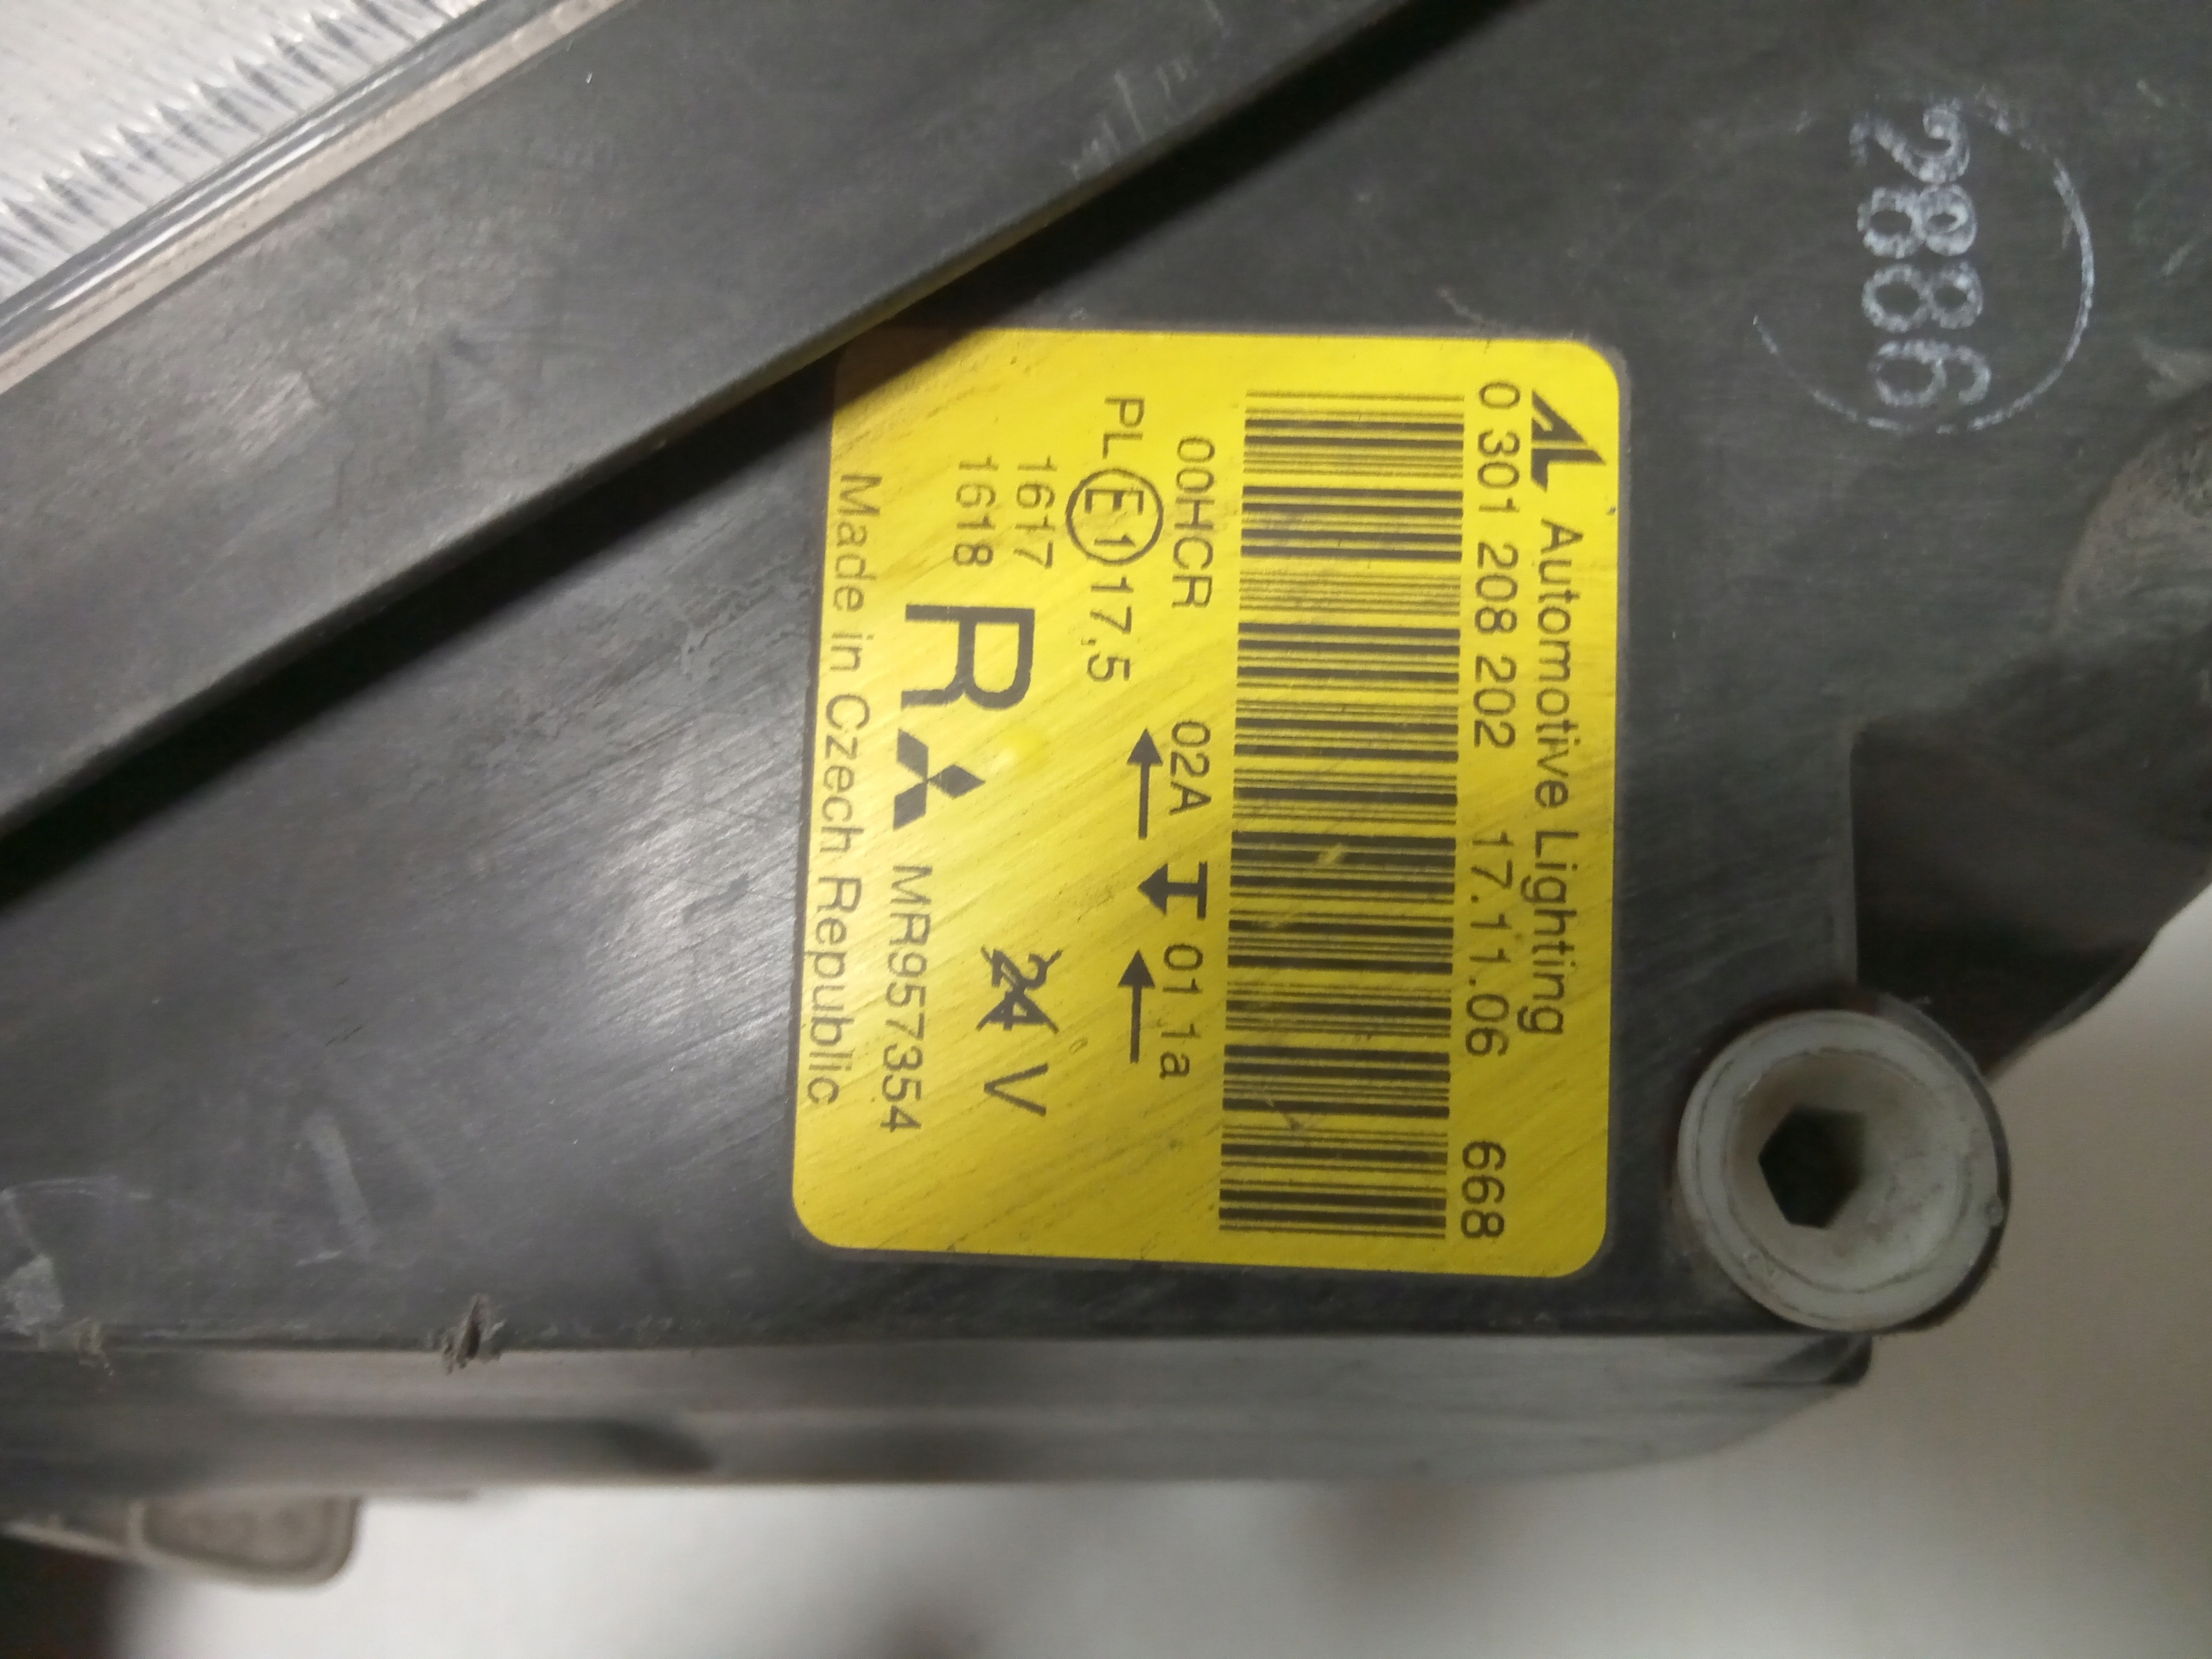 2886
AL Automotive Lighting
0 301 208 202 17.11.06 668
00HCR 02A I 01 1a
PL E1 17,5
1617 24 V
1618 R MR957354
Made in Czech Republic